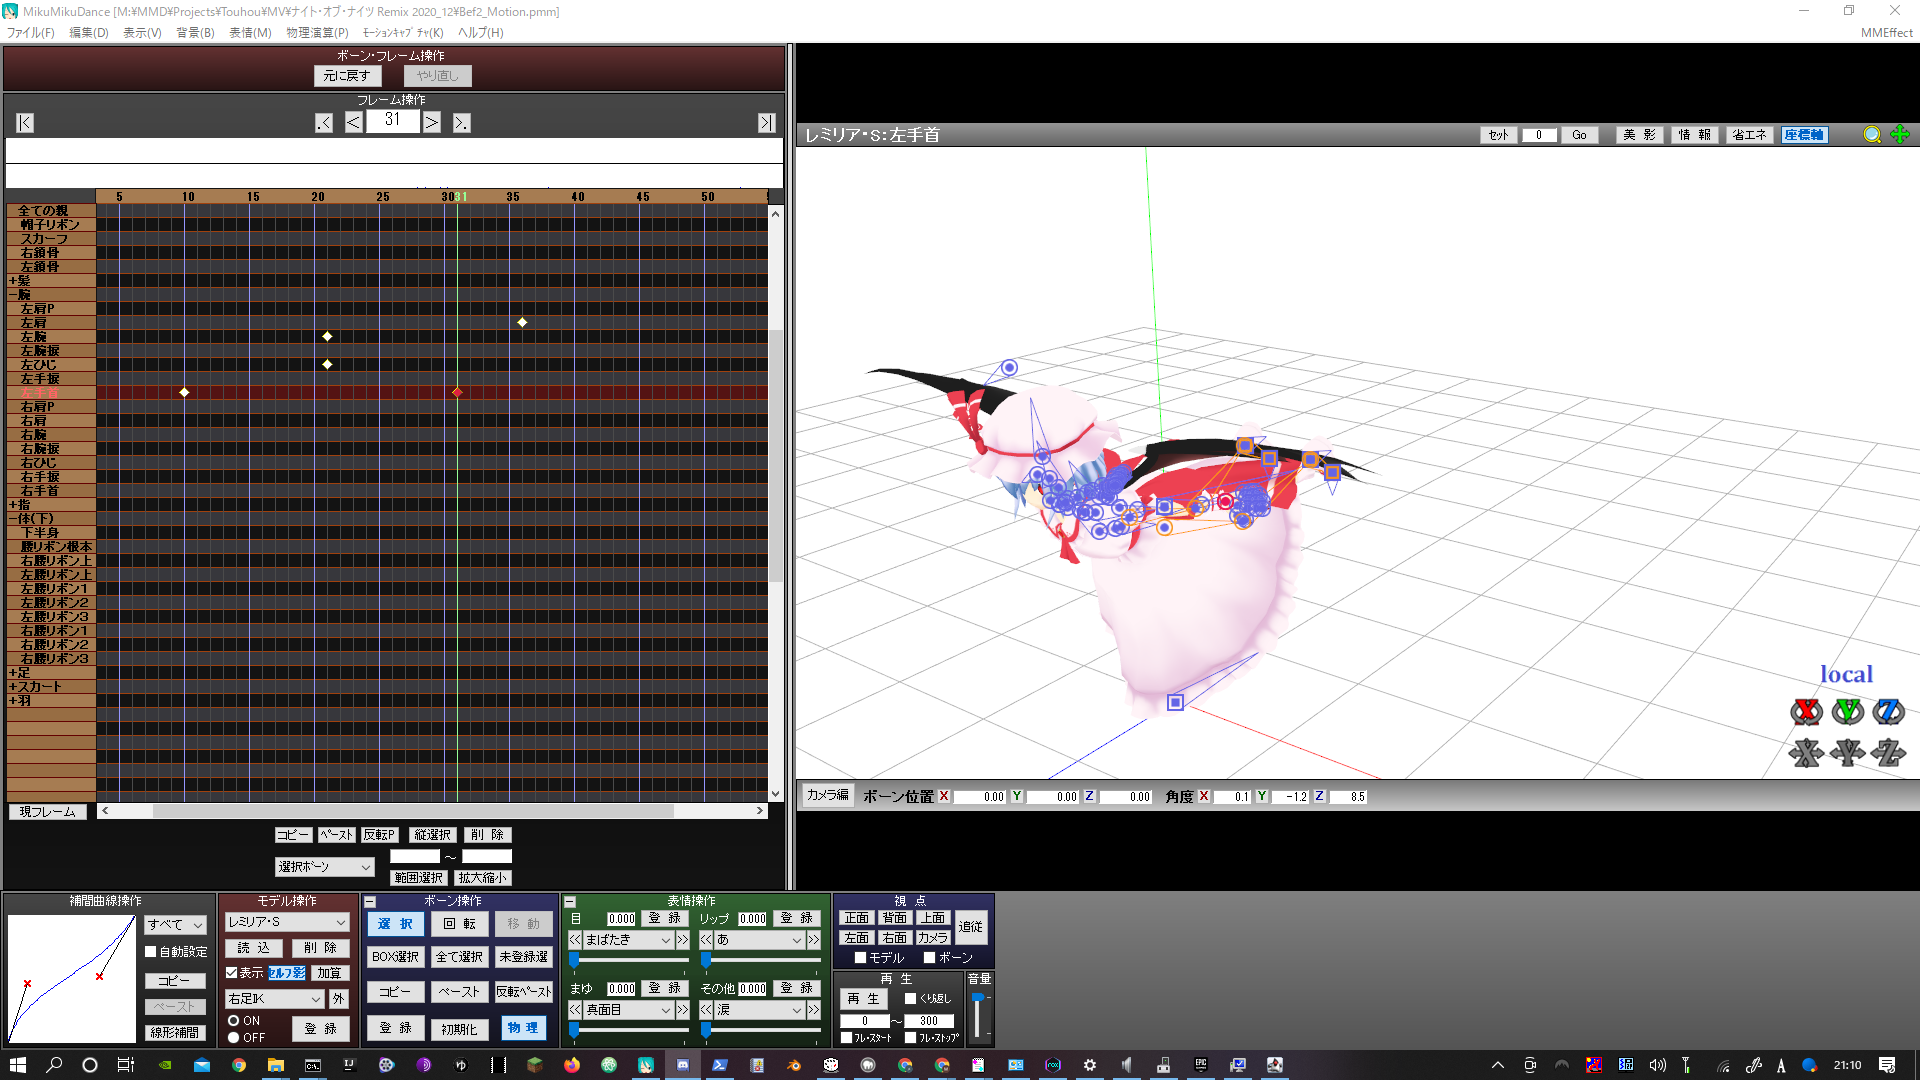 MikuMikuDance [M:¥MMD¥Projects¥Touhou¥MV¥ナイト・オブ・ナイツ Remix 2020_12¥Bef2_Motion.pmm]
ファイル(F) 編集(D) 表示(V) 背景(B) 表情(M) 物理演算(P) ﾓｰｼｮﾝｷｬﾌﾟﾁｬ(K) ヘルプ(H)
MMEffect
ボーン・フレーム操作
元に戻す やり直し
フレーム操作
|< .< < 31 > >. >|
5 10 15 20 25 30 31 35 40 45 50
全ての親
帽子リボン
スカーフ
右鎖骨
左鎖骨
+髪
-腕
左肩P
左肩
左腕
左腕捩
左ひじ
左手捩
左手首
右肩P
右肩
右腕
右腕捩
右ひじ
右手捩
右手首
+指
-体(下)
下半身
腰リボン根本
右腰リボン上
左腰リボン上
左腰リボン1
左腰リボン2
左腰リボン3
右腰リボン1
右腰リボン2
右腰リボン3
+足
+スカート
+羽
現フレーム
コピー ﾍﾟｰｽﾄ 反転P 縦選択 削 除
選択ﾎﾞｰﾝ ～
範囲選択 拡大縮小
レミリア・S:左手首
ｾｯﾄ 0 Go 美 影 情 報 省エネ 座標軸
local
X Y Z
X Y Z
カメラ編 ボーン位置 X 0.00 Y 0.00 Z 0.00 角度 X 0.1 Y -1.2 Z 8.5
補間曲線操作
すべて
自動設定
コピー
ペースト
線形補間
モデル操作
レミリア・S
読 込 削 除
表示 ｾﾙﾌ影 加算
右足IK 外
ON
OFF
登 録
ボーン操作
選 択 回 転 移 動
BOX選択 全て選択 未登録選
コピー ペースト 反転ﾍﾟｰｽﾄ
登 録 初期化 物 理
表情操作
目 0.000 登 録 リップ 0.000 登 録
<< まばたき >> << あ >>
まゆ 0.000 登 録 その他 0.000 登 録
<< 真面目 >> << 涙 >>
視 点
正面 背面 上面 追従
左面 右面 カメラ
モデル ボーン
再 生
再 生 くり返し
0 ～ 300
ﾌﾚ･ｽﾀｰﾄ ﾌﾚ･ｽﾄｯﾌﾟ
音量
A 21:10